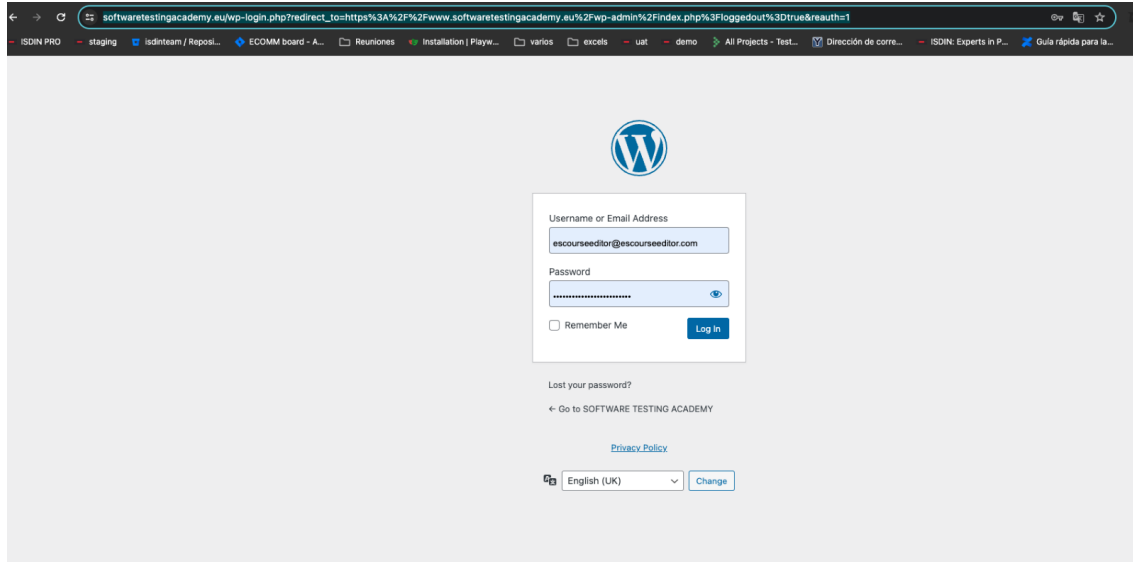 softwaretestingacademy.eu/wp-login.php?redirect_to=https%3A%2F%2Fwww.softwaretestingacademy.eu%2Fwp-admin%2Findex.php%3Floggedout%3Dtrue&reauth=1
ISDIN PRO staging isdinteam / Reposi... ECOMM board - A... Reuniones Installation | Playw... varios excels uat demo All Projects - Test... Dirección de corre... ISDIN: Experts in P... Guía rápida para la...
Username or Email Address
escourseeditor@escourseeditor.com
Password
Remember Me
Log In
Lost your password?
← Go to SOFTWARE TESTING ACADEMY
Privacy Policy
English (UK)
Change